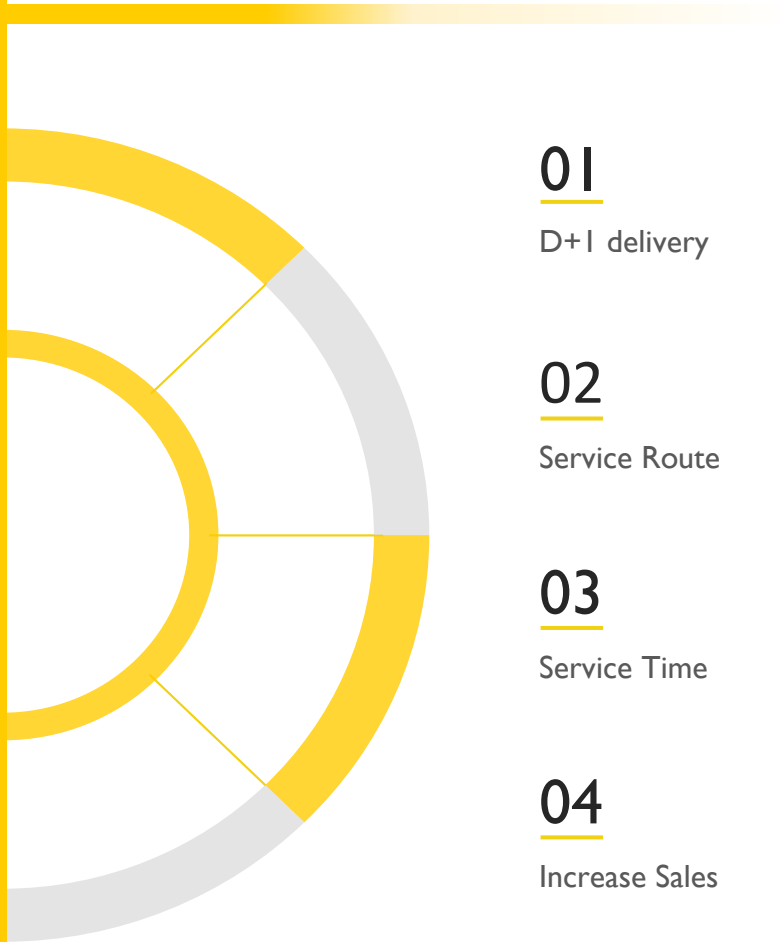 01
D+1 delivery
02
Service Route
03
Service Time
04
Increase Sales